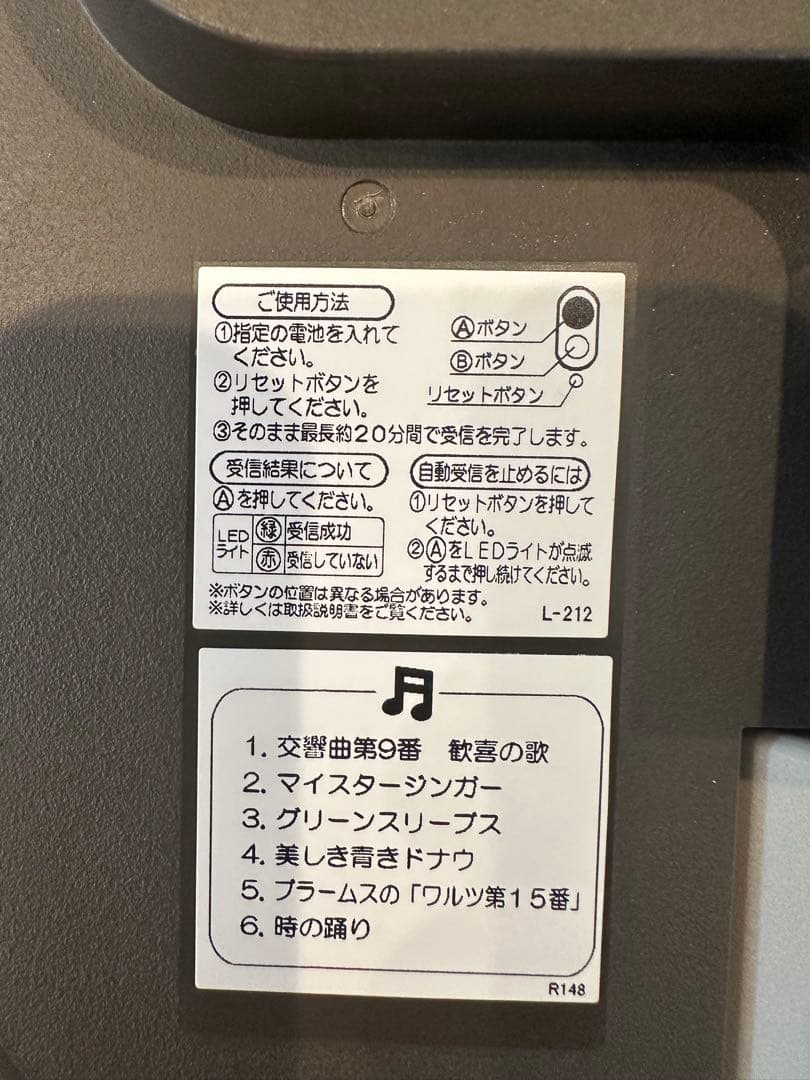 ご使用方法
①指定の電池を入れて
ください。
②リセットボタンを
押してください。
Ⓐボタン
Ⓑボタン
リセットボタン
③そのまま最長約20分間で受信を完了します。
受信結果について
Ⓐを押してください。
LED
ライト
緑 受信成功
赤 受信していない
自動受信を止めるには
①リセットボタンを押して
ください。
②ⒶをLEDライトが点滅
するまで押し続けてください。
※ボタンの位置は異なる場合があります。
※詳しくは取扱説明書をご覧ください。
L-212
1. 交響曲第9番 歓喜の歌
2. マイスタージンガー
3. グリーンスリーブス
4. 美しき青きドナウ
5. ブラームスの「ワルツ第15番」
6. 時の踊り
R148